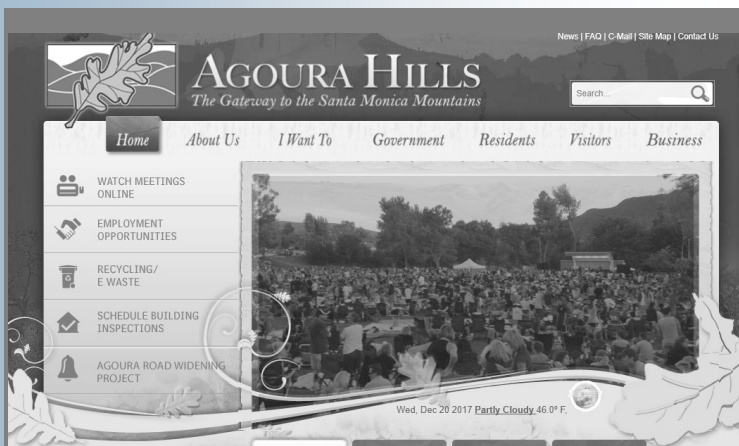 News | FAQ | C-Mail | Site Map | Contact Us
AGOURA HILLS
The Gateway to the Santa Monica Mountains
Search...
Home About Us I Want To Government Residents Visitors Business
WATCH MEETINGS
ONLINE
EMPLOYMENT
OPPORTUNITIES
RECYCLING/
E WASTE
SCHEDULE BUILDING
INSPECTIONS
AGOURA ROAD WIDENING
PROJECT
Wed, Dec 20 2017 Partly Cloudy 46.0° F,